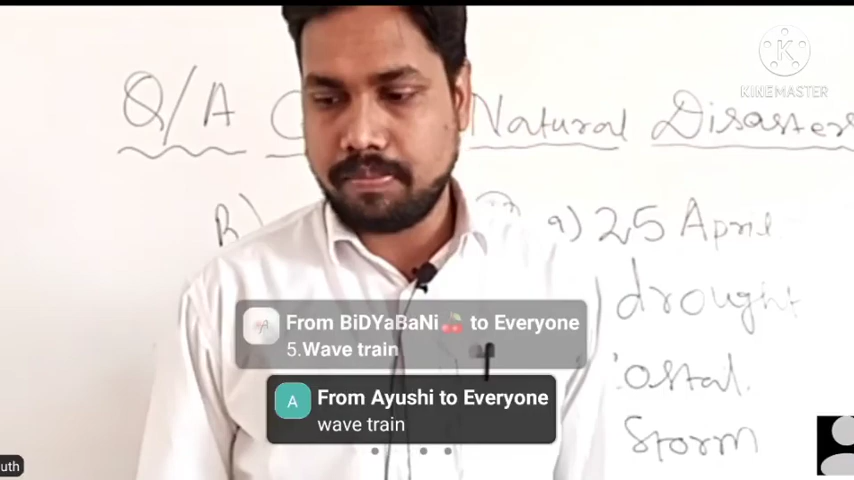 KINEMASTER
Q/A Natural Disasters
B) a) 25 April
drought
ostal
Storm
From BiDYaBaNi🍒 to Everyone
5.Wave train
A From Ayushi to Everyone
wave train
uth